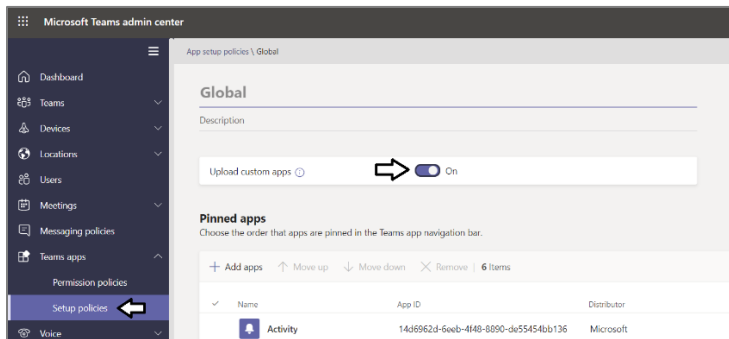 Microsoft Teams admin center
App setup policies \ Global
Dashboard
Teams
Devices
Locations
Users
Meetings
Messaging policies
Teams apps
Permission policies
Setup policies
Voice
Global
Description
Upload custom apps
On
Pinned apps
Choose the order that apps are pinned in the Teams app navigation bar.
Add apps Move up Move down Remove | 6 Items
Name App ID Distributor
Activity 14d6962d-6eeb-4f48-8890-de55454bb136 Microsoft